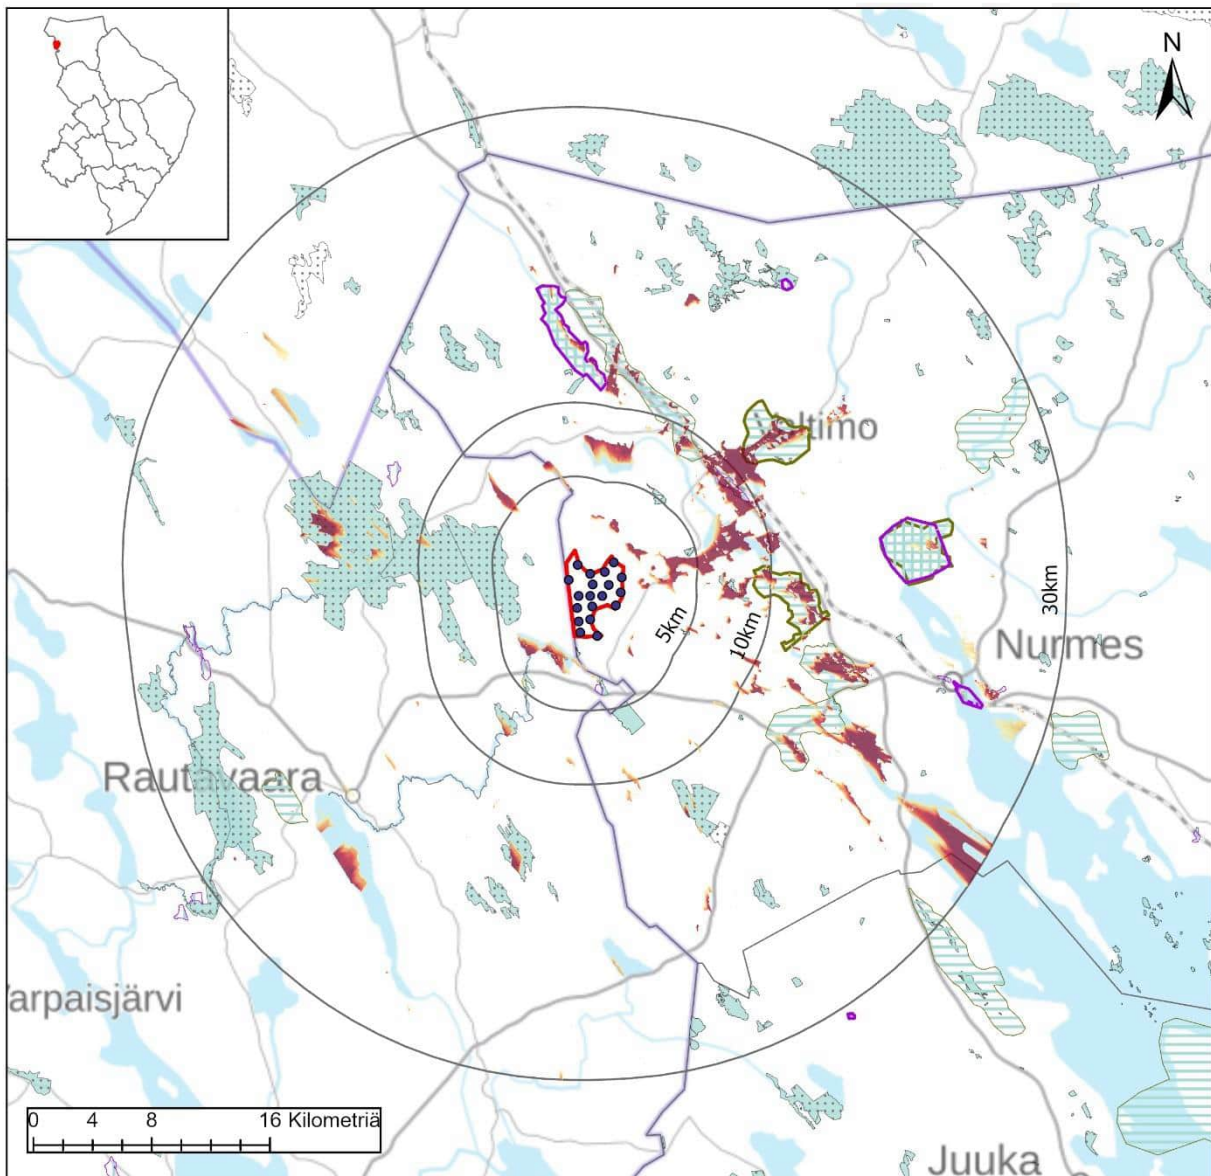 N
Valtimo
5km
10km
30km
Nurmes
Rautavaara
Varpaisjärvi
0 4 8 16 Kilometriä
Juuka